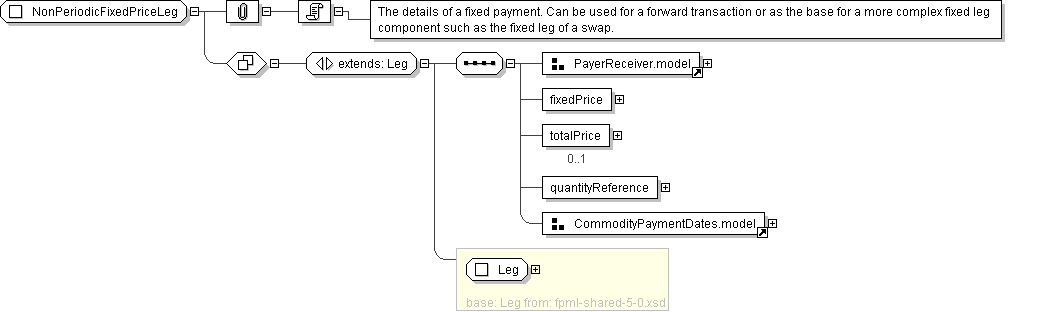 NonPeriodicFixedPriceLeg
The details of a fixed payment. Can be used for a forward transaction or as the base for a more complex fixed leg
component such as the fixed leg of a swap.
extends: Leg
PayerReceiver.model
fixedPrice
totalPrice
0..1
quantityReference
CommodityPaymentDates.model
Leg
base: Leg from: fpml-shared-5-0.xsd